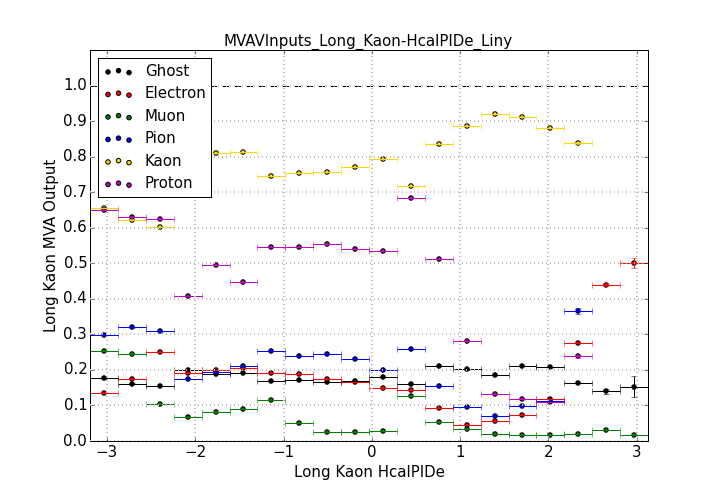 MVAVInputs_Long_Kaon-HcalPIDe_Liny
1.0
0.9
0.8
0.7
0.6
0.5
0.4
0.3
0.2
0.1
0.0
Long Kaon MVA Output
Ghost
Electron
Muon
Pion
Kaon
Proton
−3 −2 −1 0 1 2 3
Long Kaon HcalPIDe